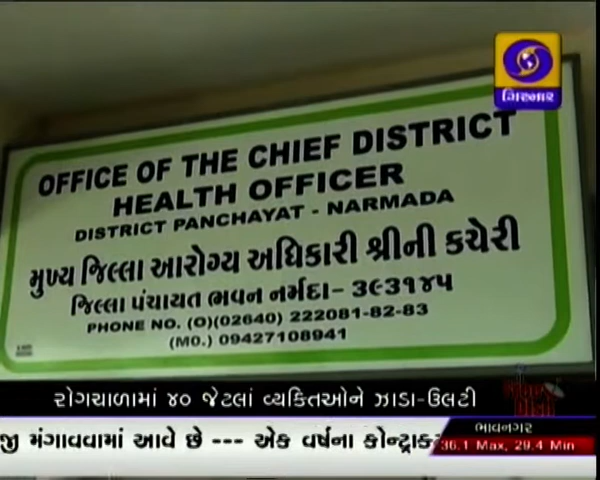 ગિરનાર
OFFICE OF THE CHIEF DISTRICT
HEALTH OFFICER
DISTRICT PANCHAYAT - NARMADA
મુખ્ય જિલ્લા આરોગ્ય અધિકારી શ્રીની કચેરી
જિલ્લા પંચાયત ભવન નર્મદા- ૩૯૩૧૪૫
PHONE NO. (O)(02640) 222081-82-83
(MO.) 09427108941
રોગચાળામાં ૪૦ જેટલાં વ્યકિતઓને ઝાડા-ઉલટી
જી મંગાવવામાં આવે છે --- એક વર્ષના કોન્ટ્રાક
ભાવનગર
36.1 Max, 29.4 Min